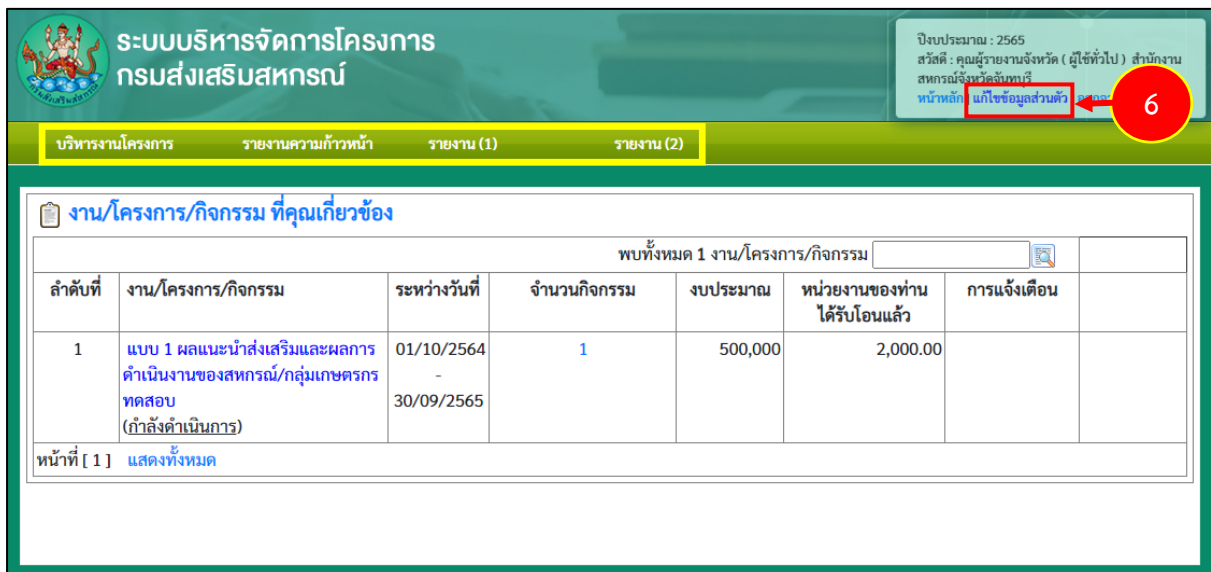 ระบบบริหารจัดการโครงการ
กรมส่งเสริมสหกรณ์
ปีงบประมาณ : 2565
สวัสดี : คุณผู้รายงานจังหวัด ( ผู้ใช้ทั่วไป ) สำนักงาน
สหกรณ์จังหวัดจันทบุรี
หน้าหลัก แก้ไขข้อมูลส่วนตัว
6
บริหารงานโครงการ รายงานความก้าวหน้า รายงาน (1) รายงาน (2)
งาน/โครงการ/กิจกรรม ที่คุณเกี่ยวข้อง
พบทั้งหมด 1 งาน/โครงการ/กิจกรรม
ลำดับที่ งาน/โครงการ/กิจกรรม ระหว่างวันที่ จำนวนกิจกรรม งบประมาณ หน่วยงานของท่าน การแจ้งเตือน
ได้รับโอนแล้ว
1 แบบ 1 ผลแนะนำส่งเสริมและผลการ 01/10/2564 1 500,000 2,000.00
ดำเนินงานของสหกรณ์/กลุ่มเกษตรกร -
ทดสอบ 30/09/2565
(กำลังดำเนินการ)
หน้าที่ [ 1 ] แสดงทั้งหมด